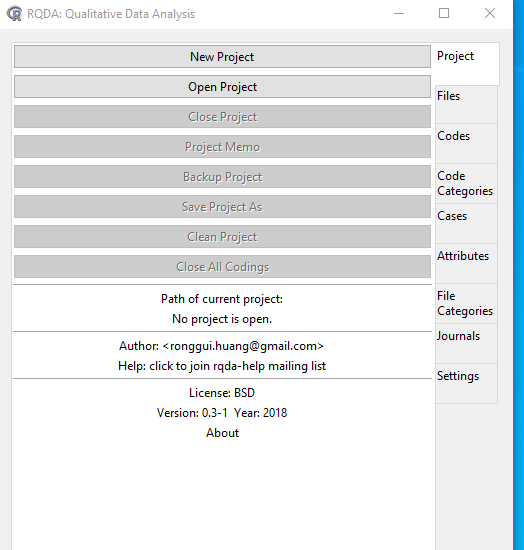 RQDA: Qualitative Data Analysis
New Project
Open Project
Close Project
Project Memo
Backup Project
Save Project As
Clean Project
Close All Codings
Path of current project:
No project is open.
Author: <ronggui.huang@gmail.com>
Help: click to join rqda-help mailing list
License: BSD
Version: 0.3-1  Year: 2018
About
Project
Files
Codes
Code
Categories
Cases
Attributes
File
Categories
Journals
Settings